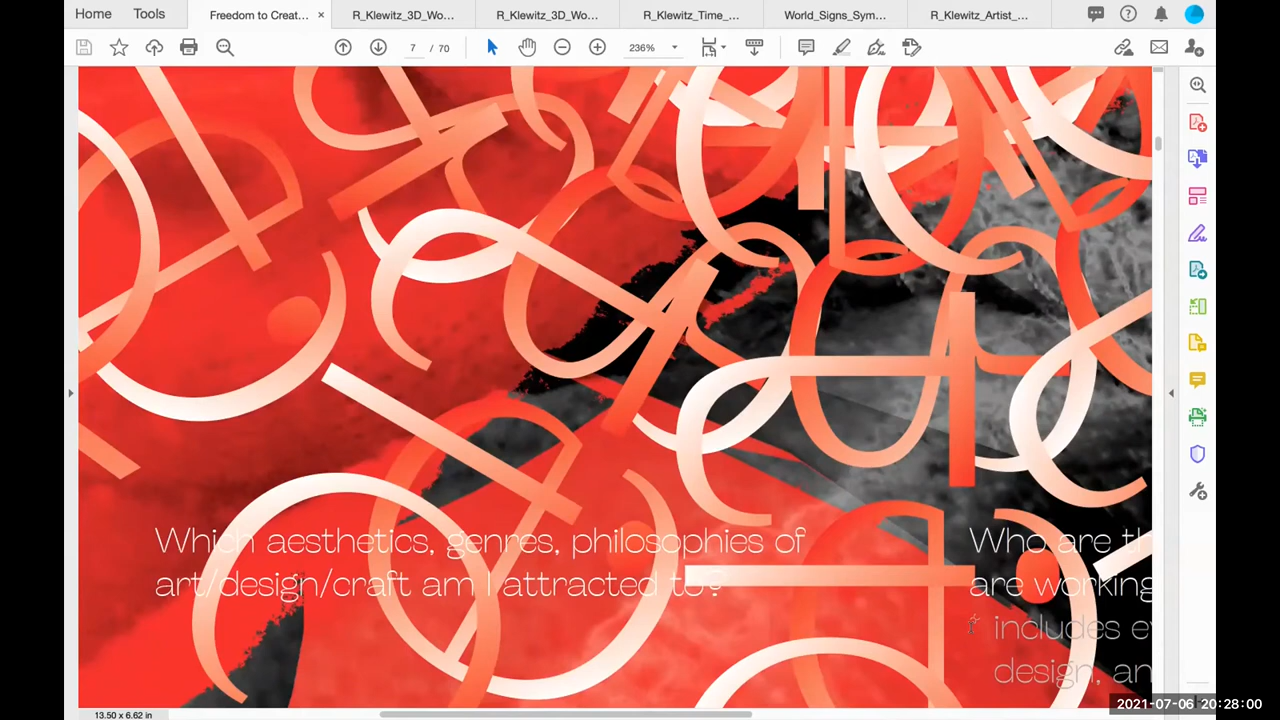 Home Tools Freedom to Creat... × R_Klewitz_3D_Wo... R_Klewitz_3D_Wo... R_Klewitz_Time_... World_Signs_Sym... R_Klewitz_Artist_...
7 / 70 236%
Which aesthetics, genres, philosophies of
art/design/craft am I attracted to?
Who are th
are working
includes e
design, an
13.50 x 6.62 in
2021-07-06 20:28:00